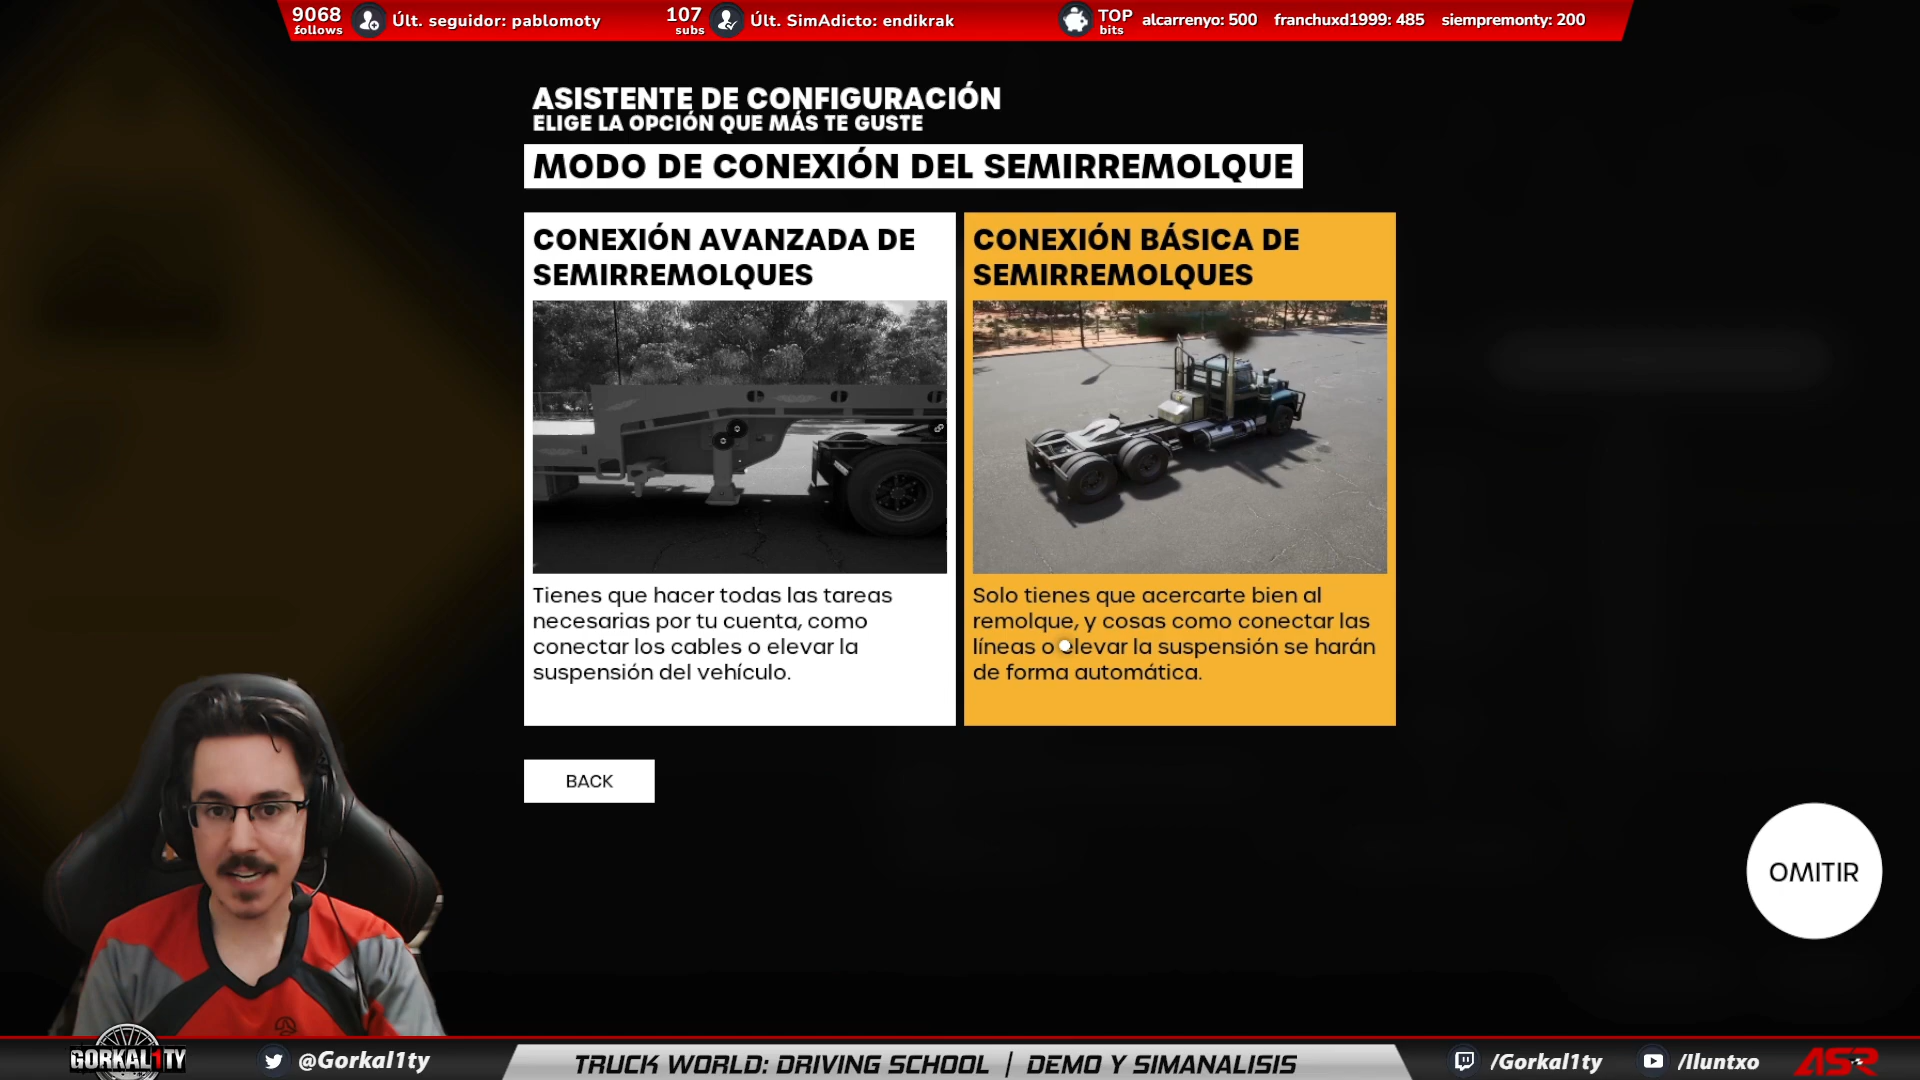 9068
follows
Últ. seguidor: pablomoty
107
subs
Últ. SimAdicto: endikrak
TOP
bits
alcarrenyo: 500
franchuxd1999: 485
siempremonty: 200
ASISTENTE DE CONFIGURACIÓN
ELIGE LA OPCIÓN QUE MÁS TE GUSTE
MODO DE CONEXIÓN DEL SEMIRREMOLQUE
CONEXIÓN AVANZADA DE
SEMIRREMOLQUES
Tienes que hacer todas las tareas
necesarias por tu cuenta, como
conectar los cables o elevar la
suspensión del vehículo.
CONEXIÓN BÁSICA DE
SEMIRREMOLQUES
Solo tienes que acercarte bien al
remolque, y cosas como conectar las
líneas o elevar la suspensión se harán
de forma automática.
BACK
OMITIR
GORKAL1TY
@Gorkal1ty
TRUCK WORLD: DRIVING SCHOOL | DEMO Y SIMANALISIS
/Gorkal1ty
/Iluntxo
ASR